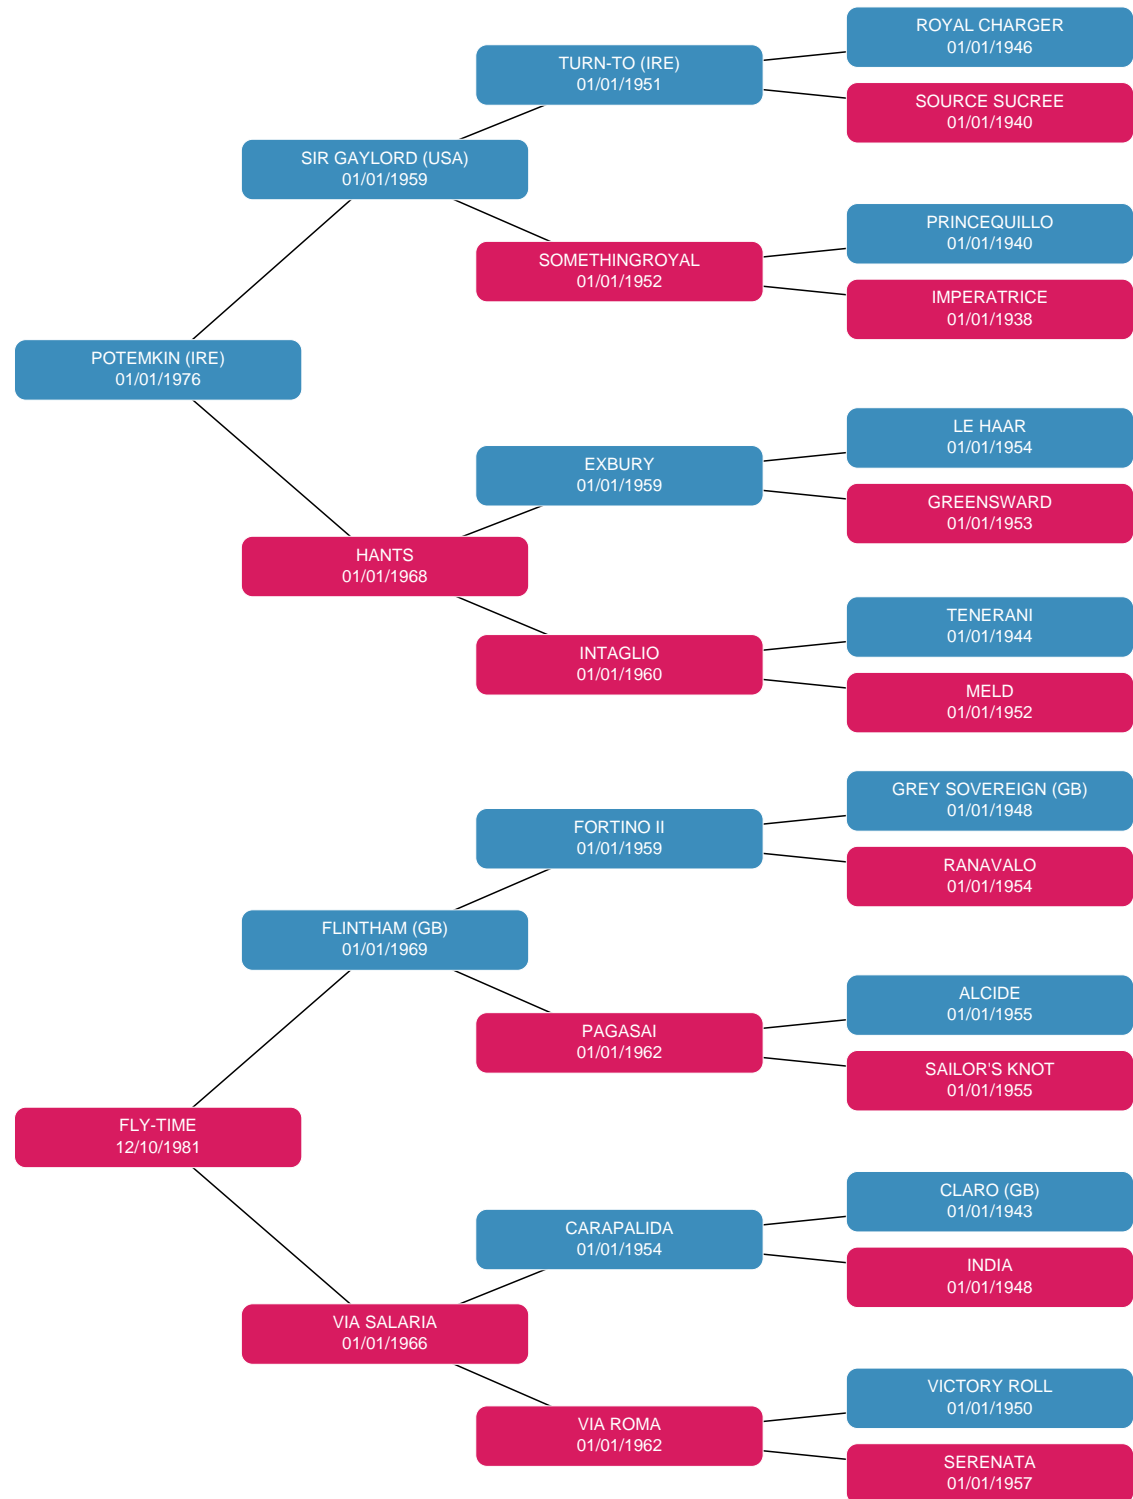 ROYAL CHARGER
01/01/1946
TURN-TO (IRE)
01/01/1951
SOURCE SUCREE
01/01/1940
SIR GAYLORD (USA)
01/01/1959
PRINCEQUILLO
01/01/1940
SOMETHINGROYAL
01/01/1952
IMPERATRICE
01/01/1938
POTEMKIN (IRE)
01/01/1976
LE HAAR
01/01/1954
EXBURY
01/01/1959
GREENSWARD
01/01/1953
HANTS
01/01/1968
TENERANI
01/01/1944
INTAGLIO
01/01/1960
MELD
01/01/1952
GREY SOVEREIGN (GB)
01/01/1948
FORTINO II
01/01/1959
RANAVALO
01/01/1954
FLINTHAM (GB)
01/01/1969
ALCIDE
01/01/1955
PAGASAI
01/01/1962
SAILOR'S KNOT
01/01/1955
FLY-TIME
12/10/1981
CLARO (GB)
01/01/1943
CARAPALIDA
01/01/1954
INDIA
01/01/1948
VIA SALARIA
01/01/1966
VICTORY ROLL
01/01/1950
VIA ROMA
01/01/1962
SERENATA
01/01/1957